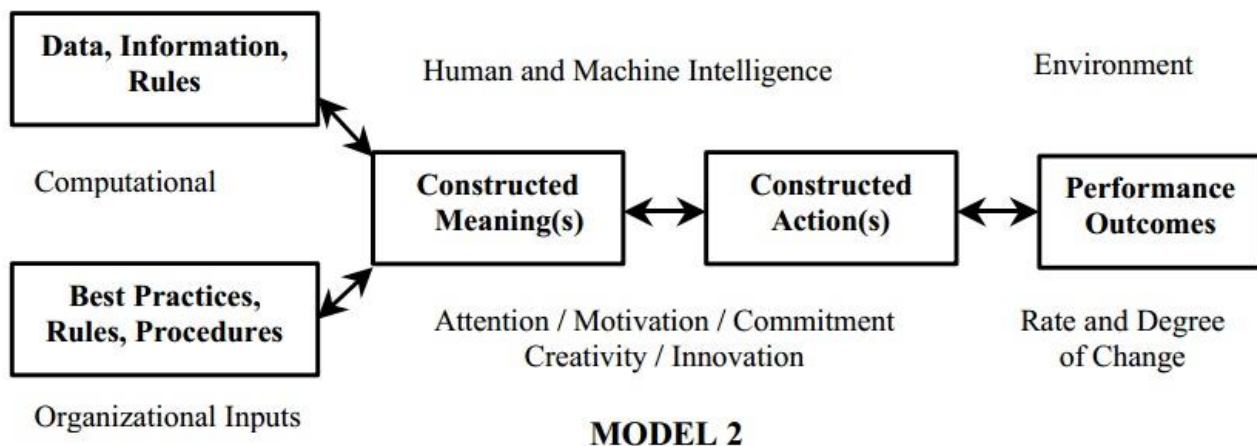 Data, Information,
Rules
Human and Machine Intelligence
Environment
Computational
Constructed
Meaning(s)
Constructed
Action(s)
Performance
Outcomes
Best Practices,
Rules, Procedures
Attention / Motivation / Commitment
Creativity / Innovation
Rate and Degree
of Change
Organizational Inputs
MODEL 2